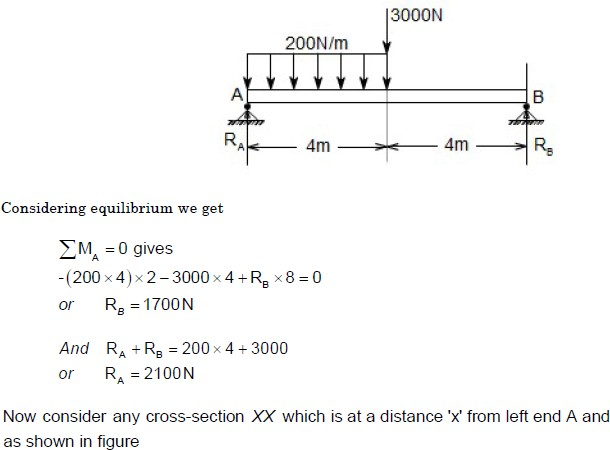 3000N
200N/m
A
B
R_A
4m
4m
R_B
Considering equilibrium we get
∑M_A = 0 gives
-(200 × 4) × 2 – 3000 × 4 + R_B × 8 = 0
or R_B = 1700N
And R_A + R_B = 200 × 4 + 3000
or R_A = 2100N
Now consider any cross-section XX which is at a distance 'x' from left end A and
as shown in figure